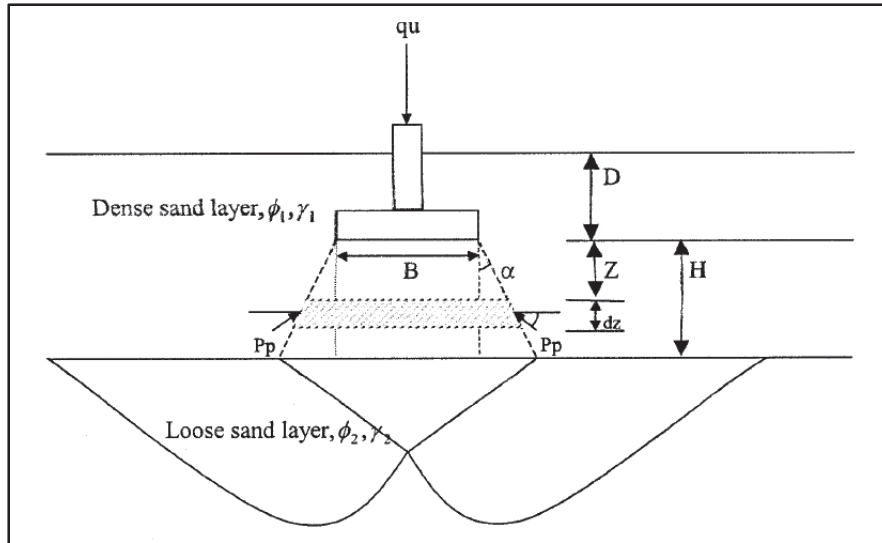 qu
D
Dense sand layer, ϕ₁, γ₁
B
α
Z
H
dz
Pp
Pp
Loose sand layer, ϕ₂, γ₂